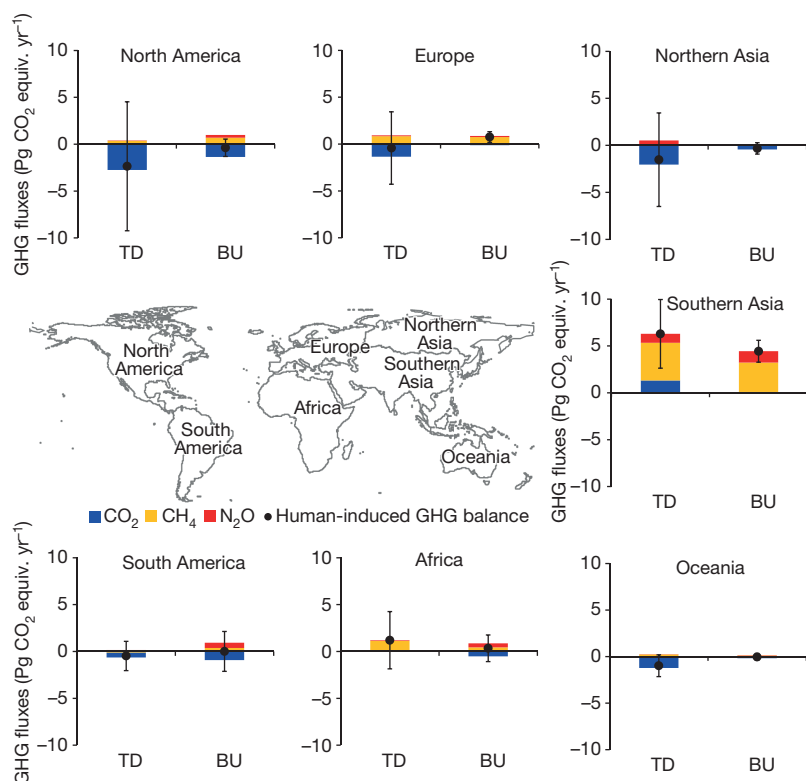 North America
GHG fluxes (Pg CO₂ equiv. yr⁻¹)
10
5
0
−5
−10
TD
BU
Europe
10
5
0
−5
−10
TD
BU
Northern Asia
10
5
0
−5
−10
TD
BU
North
America
Europe
Northern
Asia
Southern
Asia
Africa
South
America
Oceania
Southern Asia
GHG fluxes (Pg CO₂ equiv. yr⁻¹)
10
5
0
−5
−10
TD
BU
CO₂ CH₄ N₂O Human-induced GHG balance
South America
GHG fluxes (Pg CO₂ equiv. yr⁻¹)
10
5
0
−5
−10
TD
BU
Africa
10
5
0
−5
−10
TD
BU
Oceania
10
5
0
−5
−10
TD
BU